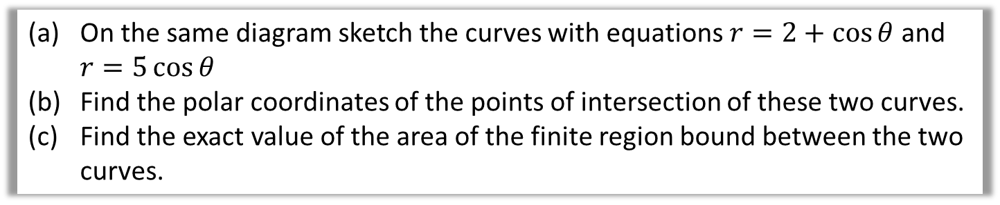 (a) On the same diagram sketch the curves with equations r = 2 + cos θ and
r = 5 cos θ
(b) Find the polar coordinates of the points of intersection of these two curves.
(c) Find the exact value of the area of the finite region bound between the two
curves.